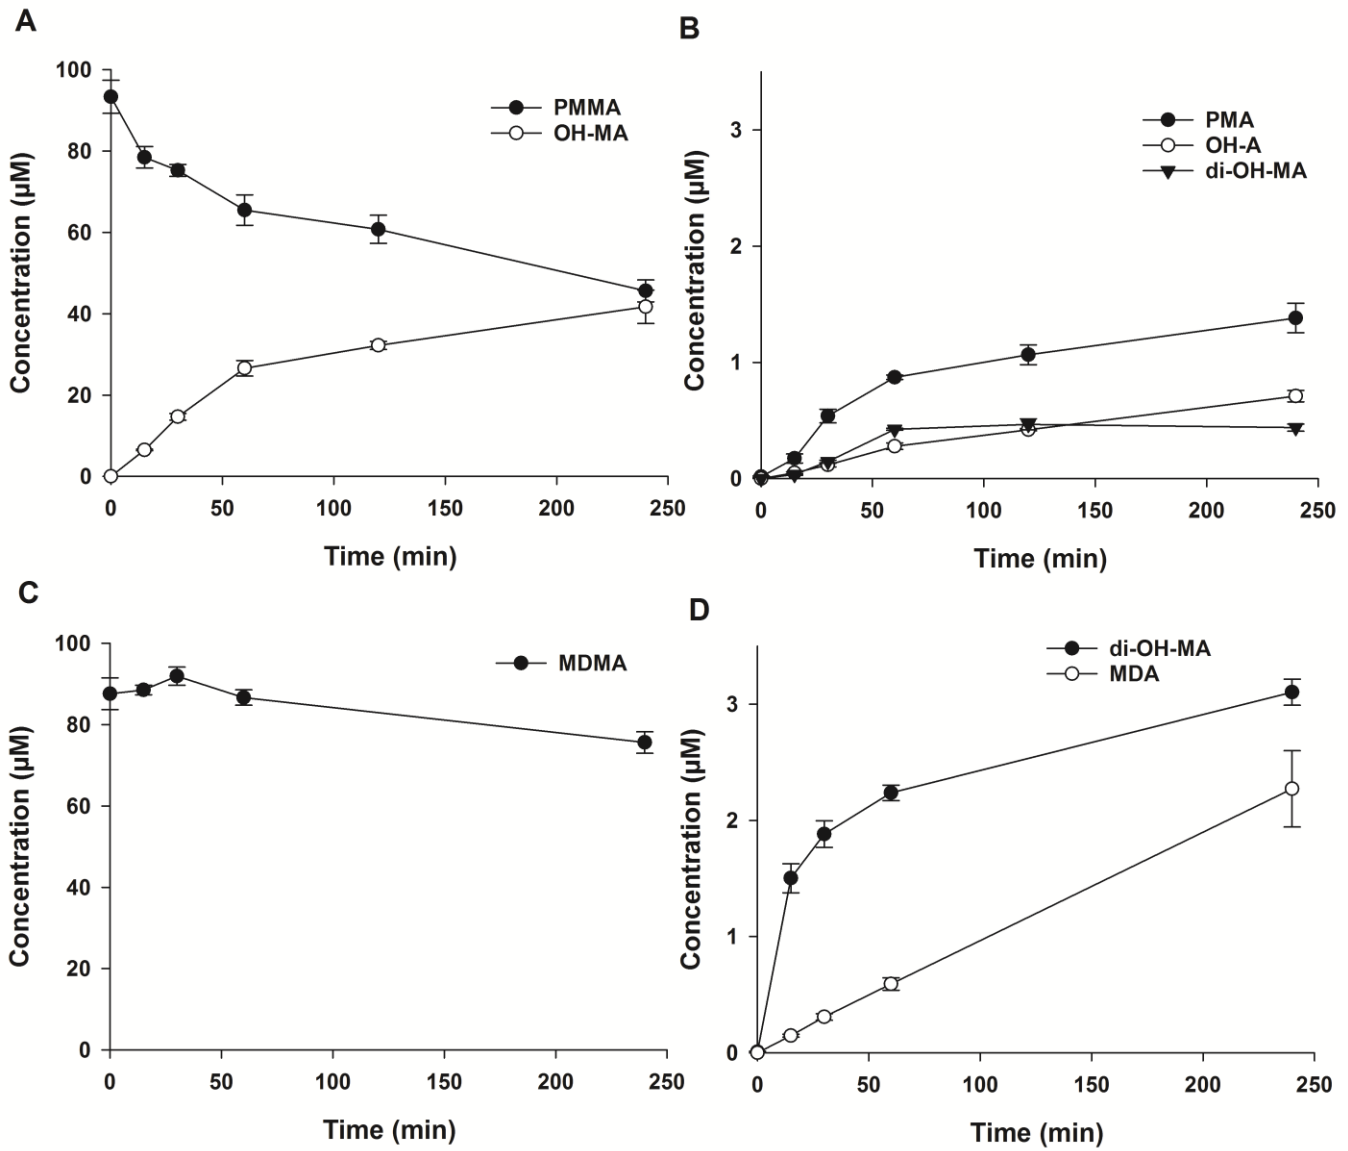 A
100
80
60
40
20
0
Concentration (µM)
PMMA
OH-MA
0 50 100 150 200 250
Time (min)
B
3
2
1
0
Concentration (µM)
PMA
OH-A
di-OH-MA
0 50 100 150 200 250
Time (min)
C
100
80
60
40
20
0
Concentration (µM)
MDMA
0 50 100 150 200 250
Time (min)
D
3
2
1
0
Concentration (µM)
di-OH-MA
MDA
0 50 100 150 200 250
Time (min)